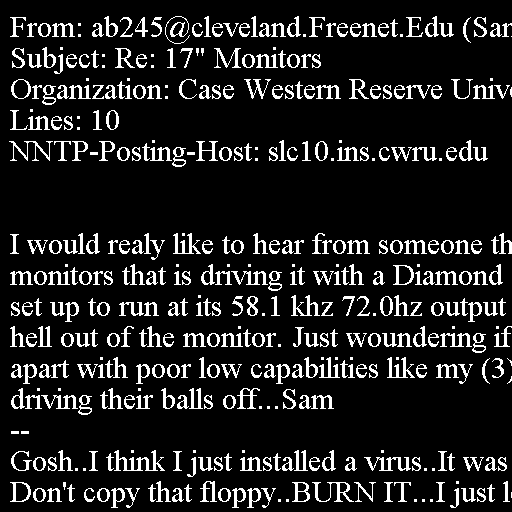 From: ab245@cleveland.Freenet.Edu (Sam
Subject: Re: 17" Monitors
Organization: Case Western Reserve Unive
Lines: 10
NNTP-Posting-Host: slc10.ins.cwru.edu
I would realy like to hear from someone th
monitors that is driving it with a Diamond
set up to run at its 58.1 khz 72.0hz output
hell out of the monitor. Just woundering if
apart with poor low capabilities like my (3)
driving their balls off...Sam
--
Gosh..I think I just installed a virus..It was
Don't copy that floppy..BURN IT...I just l